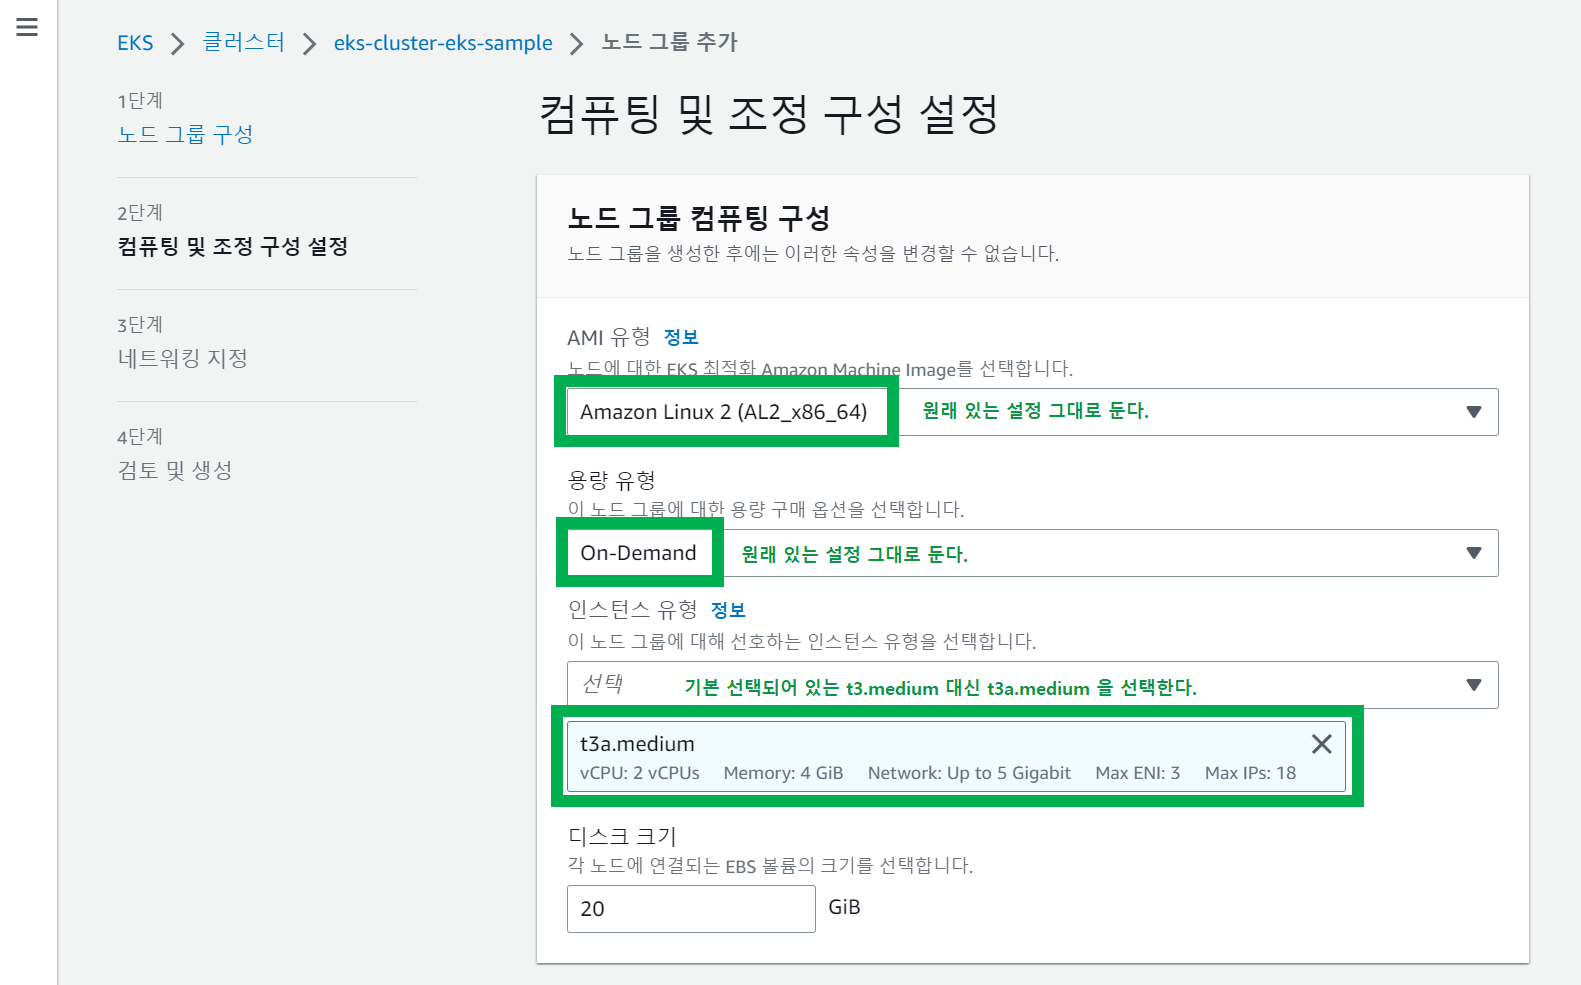 EKS > 클러스터 > eks-cluster-eks-sample > 노드 그룹 추가
1단계
노드 그룹 구성
2단계
컴퓨팅 및 조정 구성 설정
3단계
네트워킹 지정
4단계
검토 및 생성
컴퓨팅 및 조정 구성 설정
노드 그룹 컴퓨팅 구성
노드 그룹을 생성한 후에는 이러한 속성을 변경할 수 없습니다.
AMI 유형 정보
노드에 대한 EKS 최적화 Amazon Machine Image를 선택합니다.
Amazon Linux 2 (AL2_x86_64) 원래 있는 설정 그대로 둔다.
용량 유형
이 노드 그룹에 대한 용량 구매 옵션을 선택합니다.
On-Demand 원래 있는 설정 그대로 둔다.
인스턴스 유형 정보
이 노드 그룹에 대해 선호하는 인스턴스 유형을 선택합니다.
선택 기본 선택되어 있는 t3.medium 대신 t3a.medium 을 선택한다.
t3a.medium
vCPU: 2 vCPUs Memory: 4 GiB Network: Up to 5 Gigabit Max ENI: 3 Max IPs: 18
디스크 크기
각 노드에 연결되는 EBS 볼륨의 크기를 선택합니다.
20 GiB